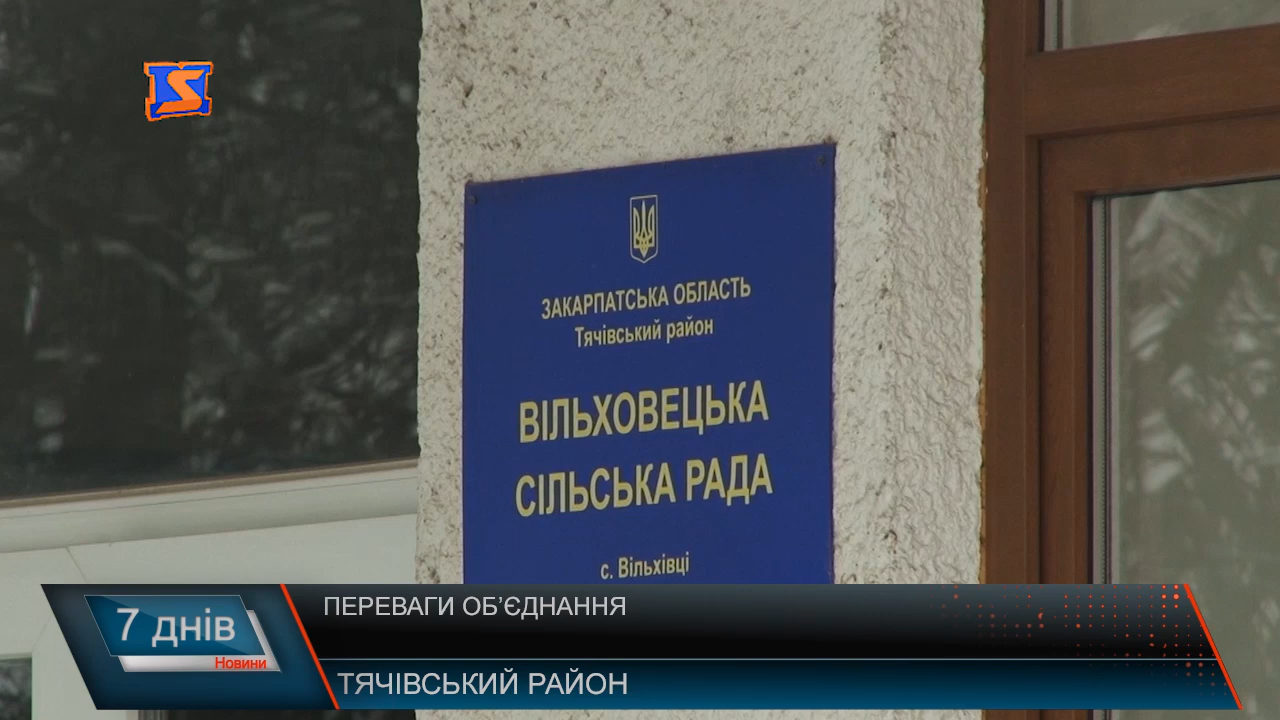 S
ЗАКАРПАТСЬКА ОБЛАСТЬ
Тячівський район
ВІЛЬХОВЕЦЬКА
СІЛЬСЬКА РАДА
с. Вільхівці
7 днів
Новини
ПЕРЕВАГИ ОБ’ЄДНАННЯ
ТЯЧІВСЬКИЙ РАЙОН